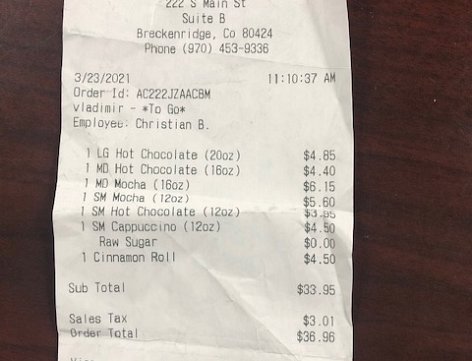 222 S Main St
Suite B
Breckenridge, Co 80424
Phone (970) 453-9336
3/23/2021 11:10:37 AM
Order Id: AC222JZAACBM
vladimir - *To Go*
Employee: Christian B.
1 LG Hot Chocolate (20oz) $4.85
1 MD Hot Chocolate (16oz) $4.40
1 MD Mocha (16oz) $6.15
1 SM Mocha (12oz) $5.60
1 SM Hot Chocolate (12oz) $3.95
1 SM Cappuccino (12oz) $4.50
Raw Sugar $0.00
1 Cinnamon Roll $4.50
Sub Total $33.95
Sales Tax $3.01
Order Total $36.96